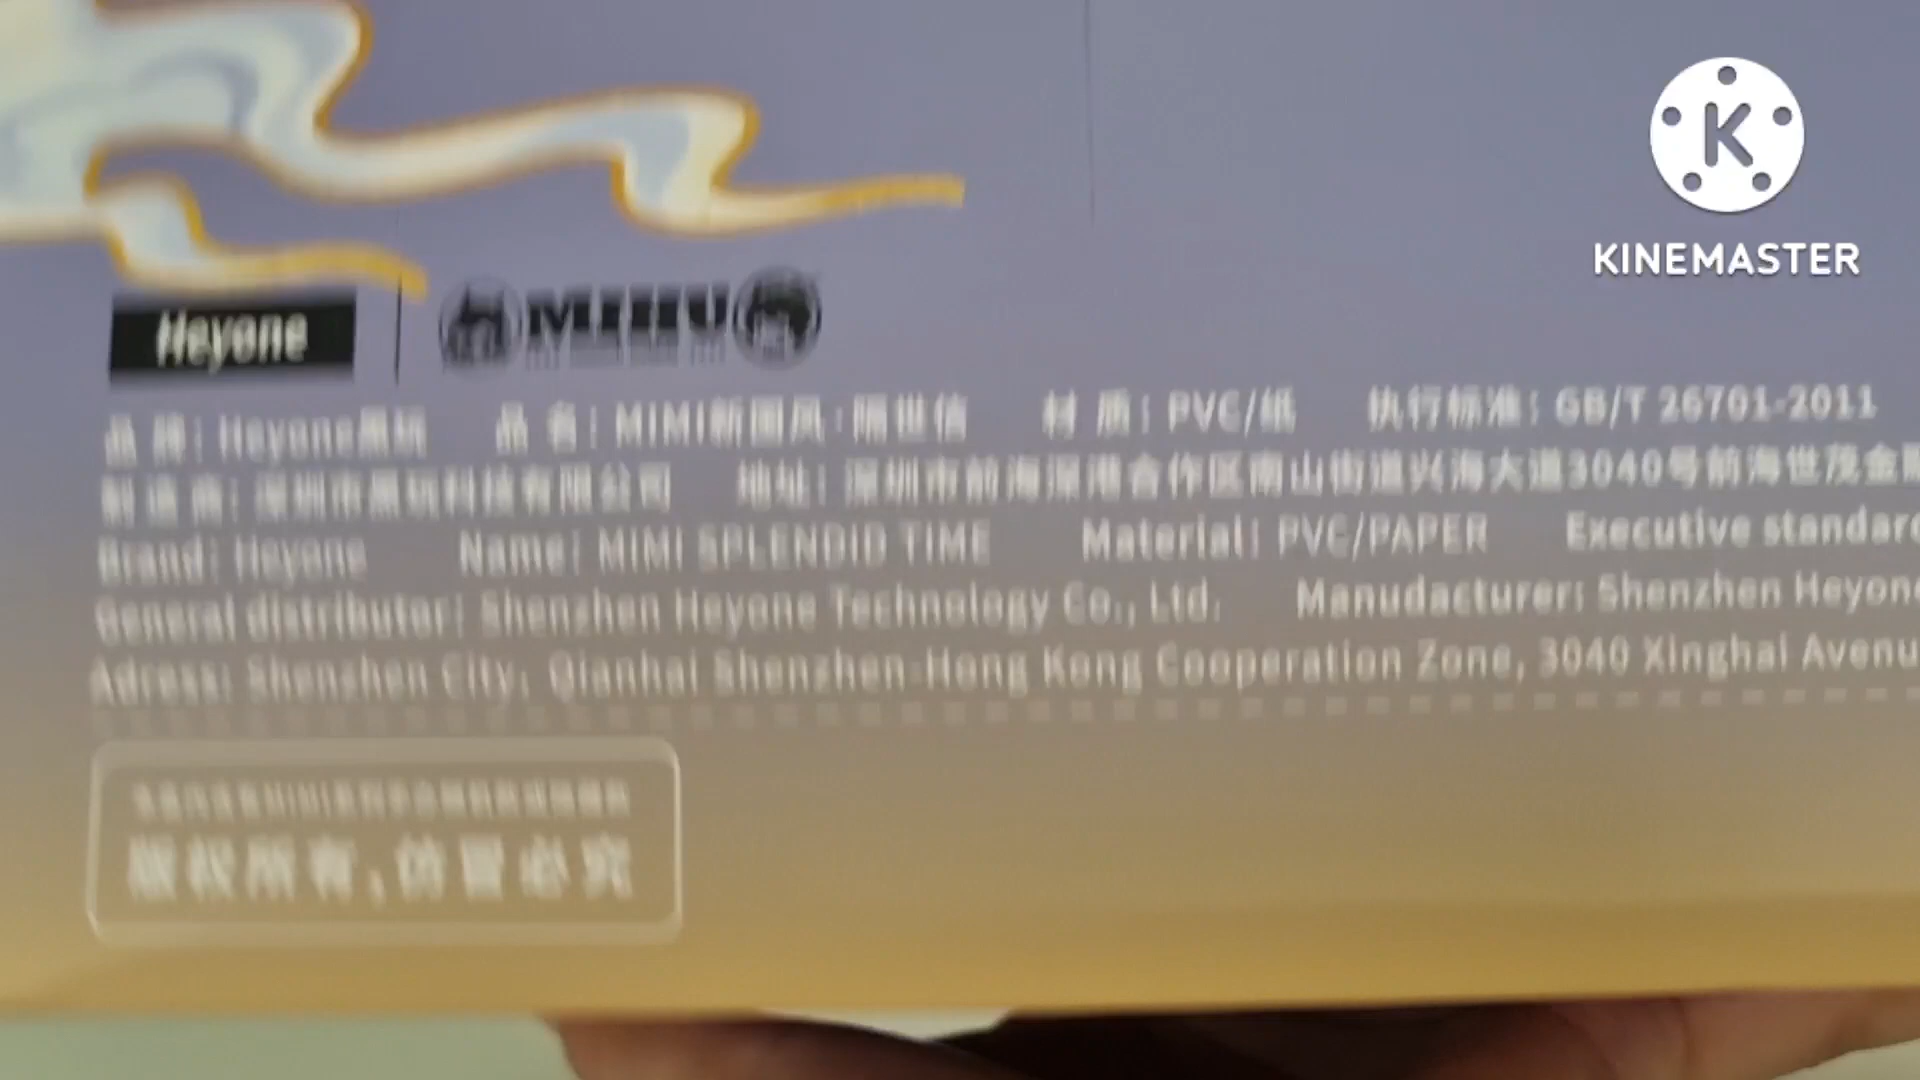 KINEMASTER
Heyone
品 牌: Heyone黑玩 品 名: MIMI新国风·隔世信 材 质: PVC/纸 执行标准: GB/T 26701-2011
制 造 商: 深圳市黑玩科技有限公司 地址: 深圳市前海深港合作区南山街道兴海大道3040号前海世茂金融
Brand: Heyone Name: MIMI SPLENDID TIME Material: PVC/PAPER Executive standard
General distributor: Shenzhen Heyone Technology Co., Ltd. Manudacturer: Shenzhen Heyone
Adress: Shenshen City, Qianhai Shenzhen-Hong Kong Cooperation Zone, 3040 Xinghai Avenu
版权所有,仿冒必究